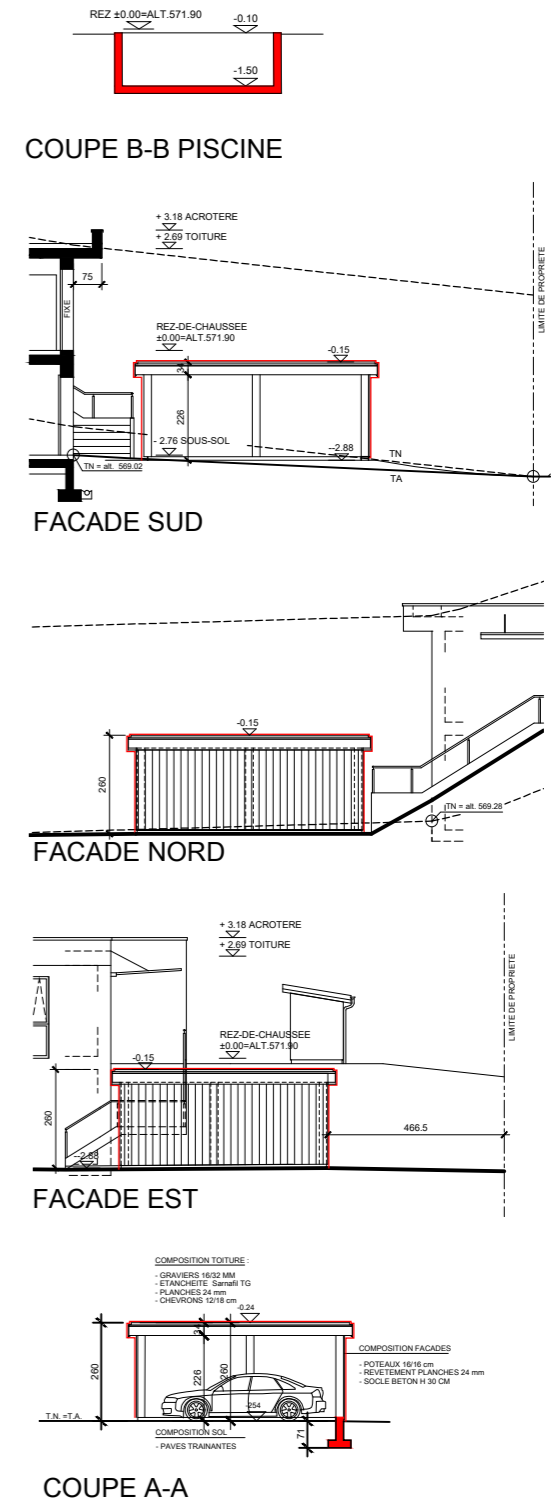 REZ ±0.00=ALT.571.90
-0.10
-1.50
COUPE B-B PISCINE
+ 3.18 ACROTERE
+ 2.69 TOITURE
75
FIXE
LIMITE DE PROPRIETE
REZ-DE-CHAUSSEE
±0.00=ALT.571.90
-0.15
34
226
- 2.76 SOUS-SOL
--2.88
TN
TN = alt. 569.02
TA
FACADE SUD
-0.15
260
TN = alt. 569.28
FACADE NORD
+ 3.18 ACROTERE
+ 2.69 TOITURE
LIMITE DE PROPRIETE
REZ-DE-CHAUSSEE
±0.00=ALT.571.90
-0.15
260
466.5
--2.88
FACADE EST
COMPOSITION TOITURE :
- GRAVIERS 16/32 MM
- ETANCHEITE Sarnafil TG
- PLANCHES 24 mm
- CHEVRONS 12/18 cm
-0.24
34
260
226
260
COMPOSITION FACADES
- POTEAUX 16/16 cm
- REVETEMENT PLANCHES 24 mm
- SOCLE BETON H 30 CM
T.N. =T.A.
-254
71
COMPOSITION SOL
- PAVES TRAINANTES
COUPE A-A